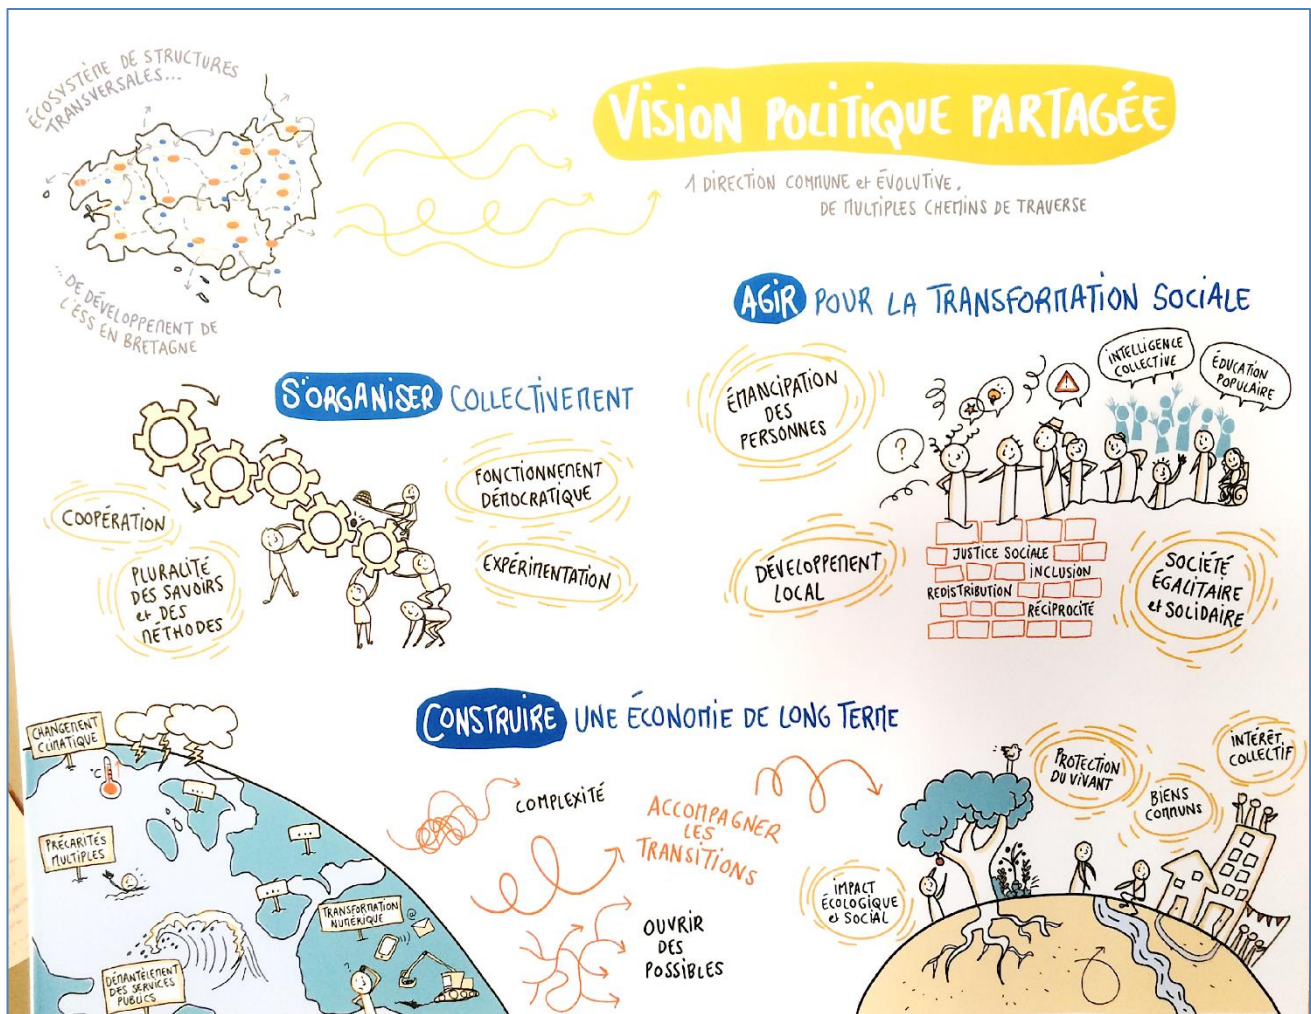 ÉCOSYSTÈME DE STRUCTURES
TRANSVERSALES...
... DE DÉVELOPPEMENT DE
L'ESS EN BRETAGNE
VISION POLITIQUE PARTAGÉE
1 DIRECTION COMMUNE et ÉVOLUTIVE,
DE MULTIPLES CHEMINS DE TRAVERSE
S'ORGANISER COLLECTIVEMENT
COOPÉRATION
PLURALITÉ
DES SAVOIRS
et DES
MÉTHODES
FONCTIONNEMENT
DÉMOCRATIQUE
EXPÉRIMENTATION
AGIR POUR LA TRANSFORMATION SOCIALE
ÉMANCIPATION
DES
PERSONNES
?
INTELLIGENCE
COLLECTIVE
ÉDUCATION
POPULAIRE
DÉVELOPPEMENT
LOCAL
JUSTICE SOCIALE
INCLUSION
REDISTRIBUTION
RÉCIPROCITÉ
SOCIÉTÉ
ÉGALITAIRE
et SOLIDAIRE
CONSTRUIRE UNE ÉCONOMIE DE LONG TERME
CHANGEMENT
CLIMATIQUE
°C
...
PRÉCARITÉS
MULTIPLES
...
...
TRANSFORMATION
NUMÉRIQUE
@
DÉMANTÈLEMENT
DES SERVICES
PUBLICS
COMPLEXITÉ
ACCOMPAGNER
LES
TRANSITIONS
OUVRIR
DES
POSSIBLES
IMPACT
ÉCOLOGIQUE
et SOCIAL
PROTECTION
DU VIVANT
BIENS
COMMUNS
INTÉRÊT
COLLECTIF